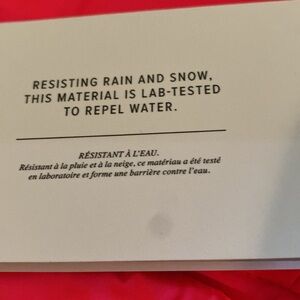 RESISTING RAIN AND SNOW,
THIS MATERIAL IS LAB-TESTED
TO REPEL WATER.
RÉSISTANT À L'EAU.
Résistant à la pluie et à la neige, ce matériau a été testé
en laboratoire et forme une barrière contre l'eau.